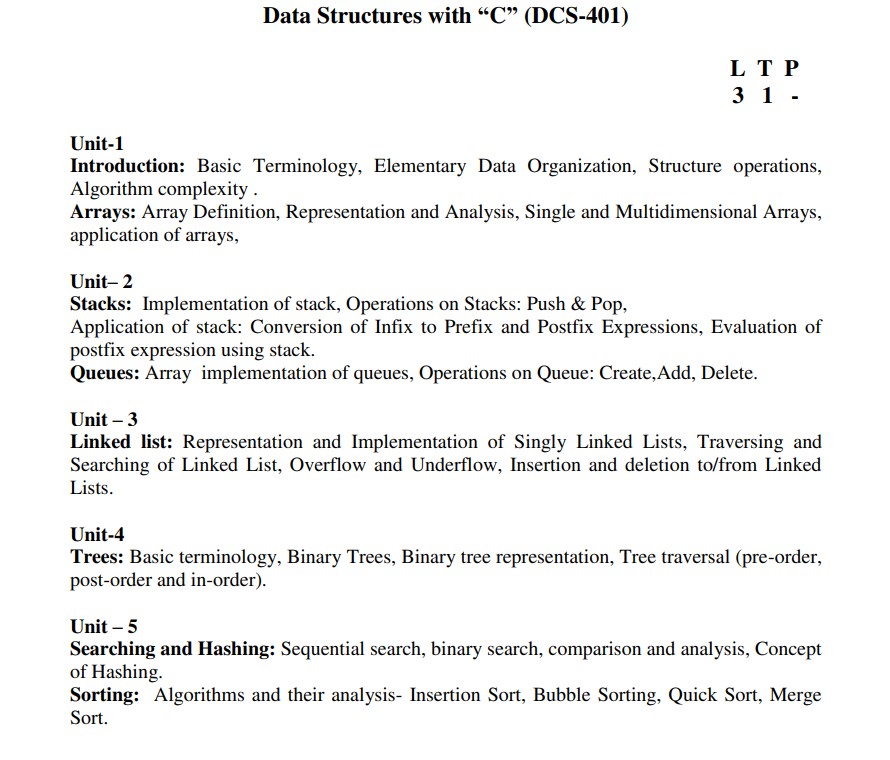 Data Structures with “C” (DCS-401)
L T P
3 1 -
Unit-1
Introduction: Basic Terminology, Elementary Data Organization, Structure operations,
Algorithm complexity .
Arrays: Array Definition, Representation and Analysis, Single and Multidimensional Arrays,
application of arrays,
Unit– 2
Stacks: Implementation of stack, Operations on Stacks: Push & Pop,
Application of stack: Conversion of Infix to Prefix and Postfix Expressions, Evaluation of
postfix expression using stack.
Queues: Array implementation of queues, Operations on Queue: Create,Add, Delete.
Unit – 3
Linked list: Representation and Implementation of Singly Linked Lists, Traversing and
Searching of Linked List, Overflow and Underflow, Insertion and deletion to/from Linked
Lists.
Unit-4
Trees: Basic terminology, Binary Trees, Binary tree representation, Tree traversal (pre-order,
post-order and in-order).
Unit – 5
Searching and Hashing: Sequential search, binary search, comparison and analysis, Concept
of Hashing.
Sorting: Algorithms and their analysis- Insertion Sort, Bubble Sorting, Quick Sort, Merge
Sort.